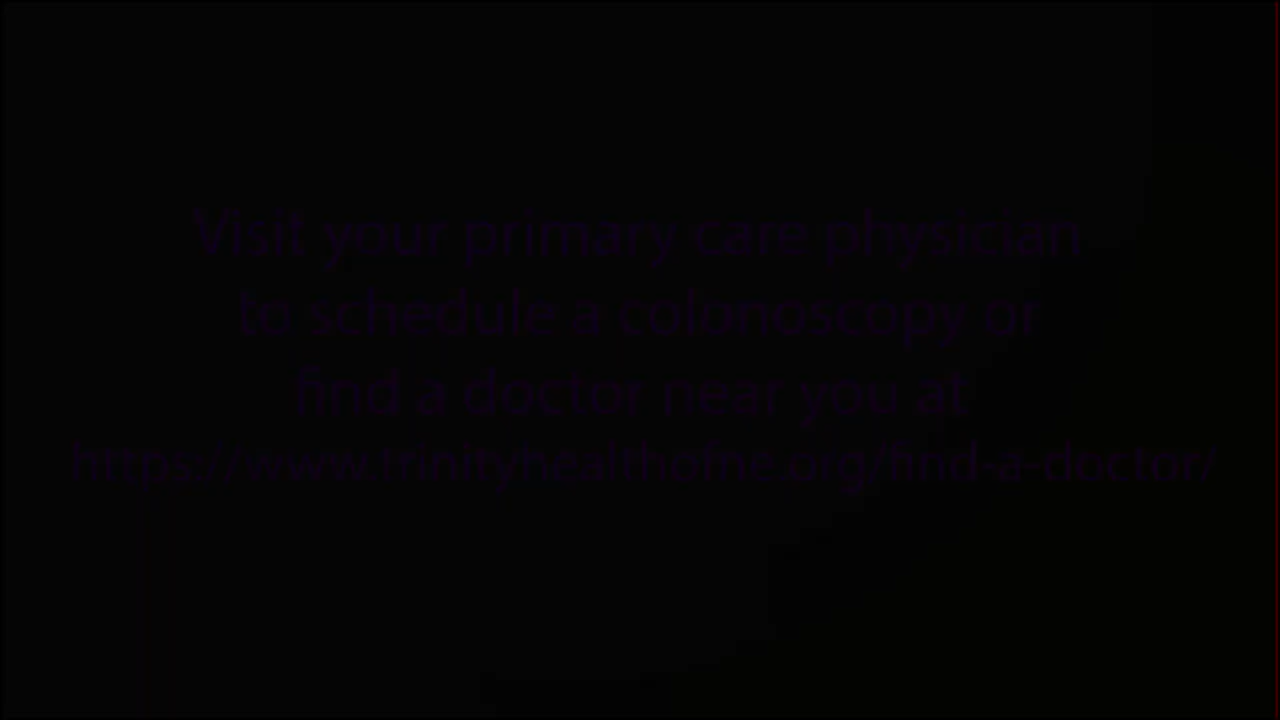 Visit your primary care physician
to schedule a colonoscopy or
find a doctor near you at
https://www.trinityhealthofne.org/find-a-doctor/